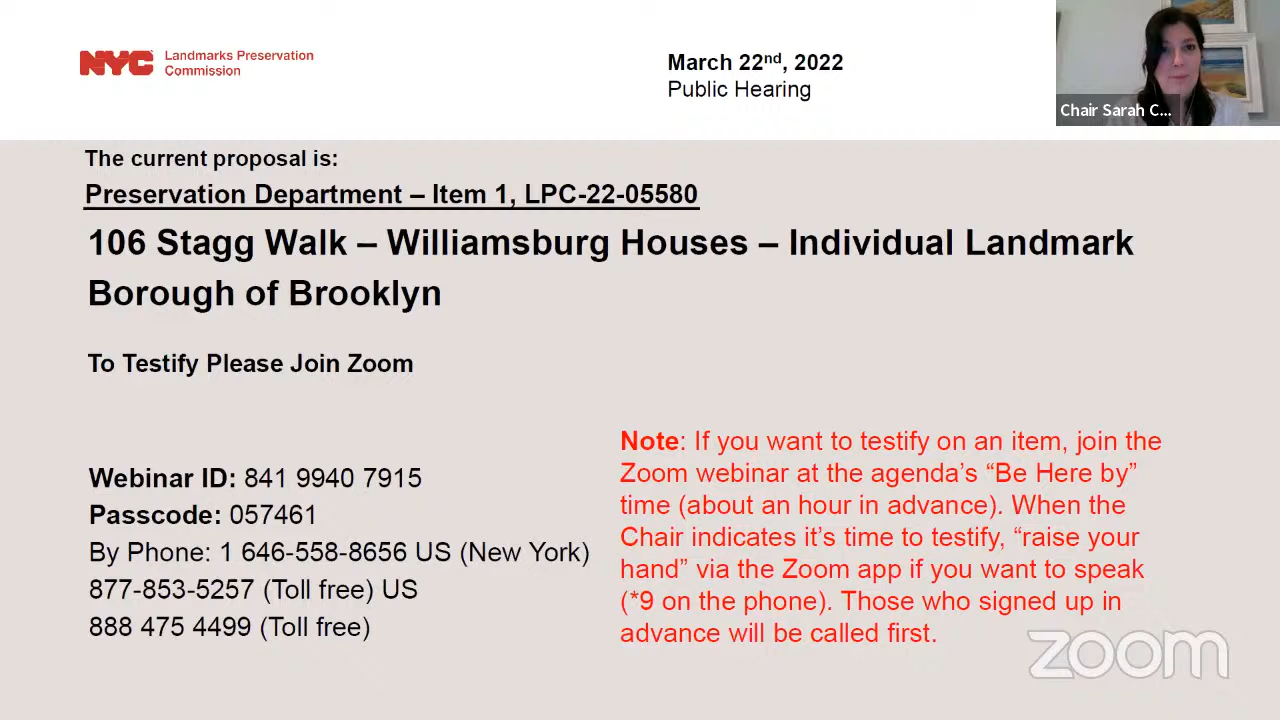 NYC Landmarks Preservation
Commission
March 22nd, 2022
Public Hearing
Chair Sarah C...
The current proposal is:
Preservation Department – Item 1, LPC-22-05580
106 Stagg Walk – Williamsburg Houses – Individual Landmark
Borough of Brooklyn
To Testify Please Join Zoom
Webinar ID: 841 9940 7915
Passcode: 057461
By Phone: 1 646-558-8656 US (New York)
877-853-5257 (Toll free) US
888 475 4499 (Toll free)
Note: If you want to testify on an item, join the
Zoom webinar at the agenda’s “Be Here by”
time (about an hour in advance). When the
Chair indicates it’s time to testify, “raise your
hand” via the Zoom app if you want to speak
(*9 on the phone). Those who signed up in
advance will be called first.
zoom